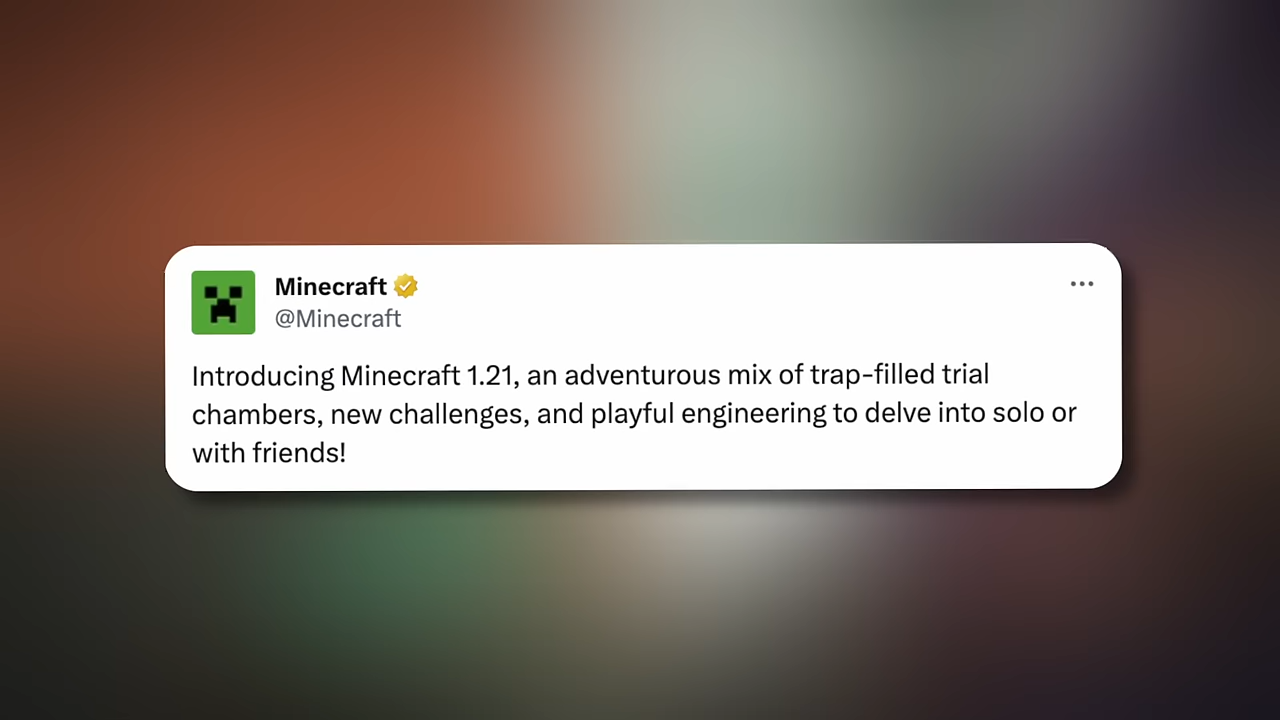 Minecraft
@Minecraft
Introducing Minecraft 1.21, an adventurous mix of trap-filled trial
chambers, new challenges, and playful engineering to delve into solo or
with friends!